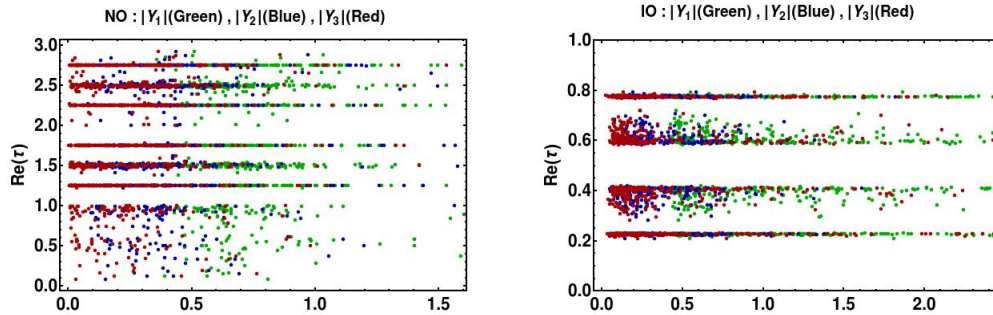 NO : |Y1|(Green) , |Y2|(Blue) , |Y3|(Red)
Re(τ)
3.0
2.5
2.0
1.5
1.0
0.5
0.0
0.0 0.5 1.0 1.5
IO : |Y1|(Green) , |Y2|(Blue) , |Y3|(Red)
Re(τ)
1.0
0.8
0.6
0.4
0.2
0.0
0.0 0.5 1.0 1.5 2.0